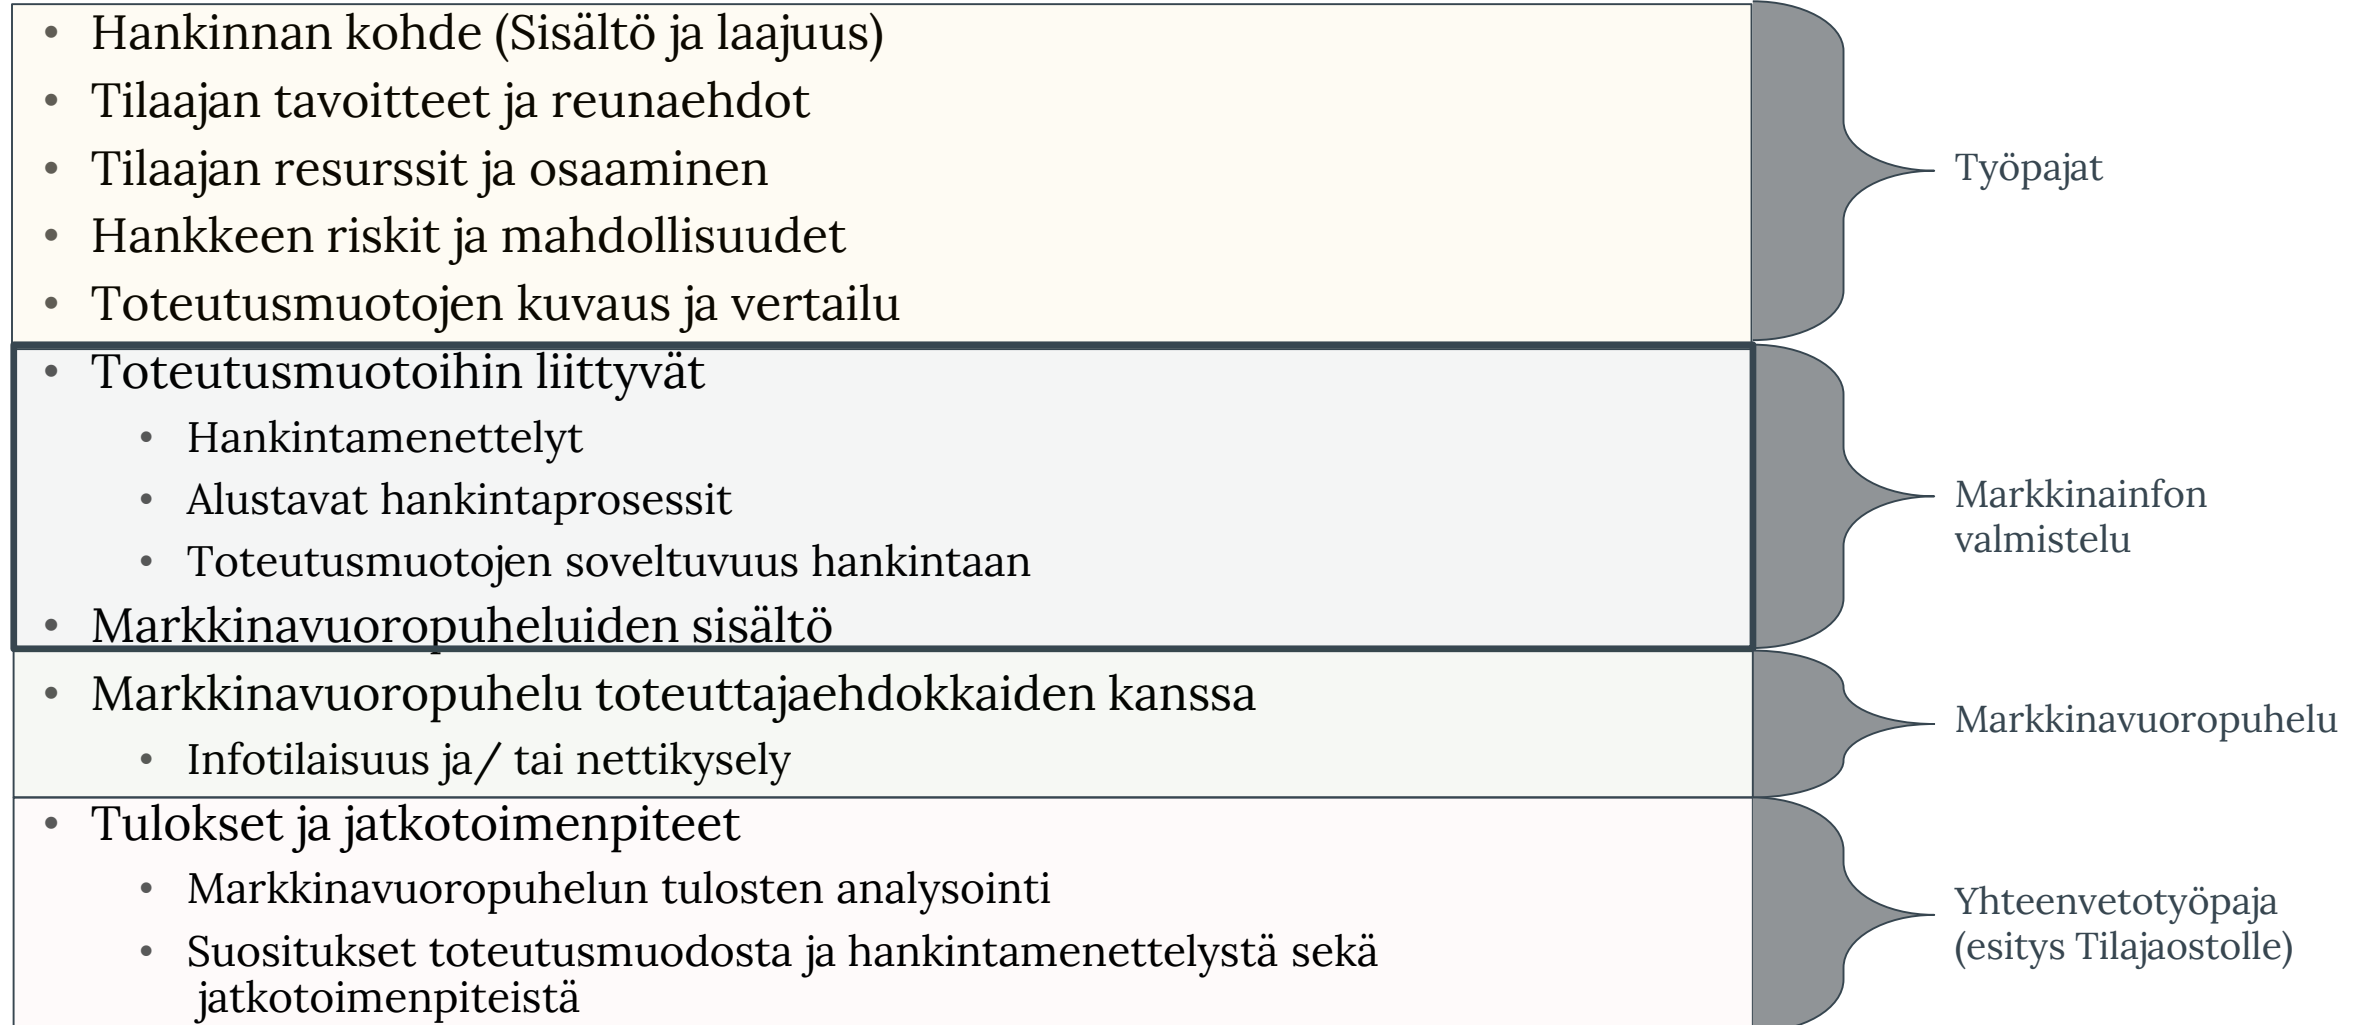 • Hankinnan kohde (Sisältö ja laajuus)
• Tilaajan tavoitteet ja reunaehdot
• Tilaajan resurssit ja osaaminen
• Hankkeen riskit ja mahdollisuudet
• Toteutusmuotojen kuvaus ja vertailu
Työpajat
• Toteutusmuotoihin liittyvät
• Hankintamenettelyt
• Alustavat hankintaprosessit
• Toteutusmuotojen soveltuvuus hankintaan
• Markkinavuoropuheluiden sisältö
Markkinainfon
valmistelu
• Markkinavuoropuhelu toteuttajaehdokkaiden kanssa
• Infotilaisuus ja/ tai nettikysely
Markkinavuoropuhelu
• Tulokset ja jatkotoimenpiteet
• Markkinavuoropuhelun tulosten analysointi
• Suositukset toteutusmuodosta ja hankintamenettelystä sekä
jatkotoimenpiteistä
Yhteenvetotyöpaja
(esitys Tilajaostolle)